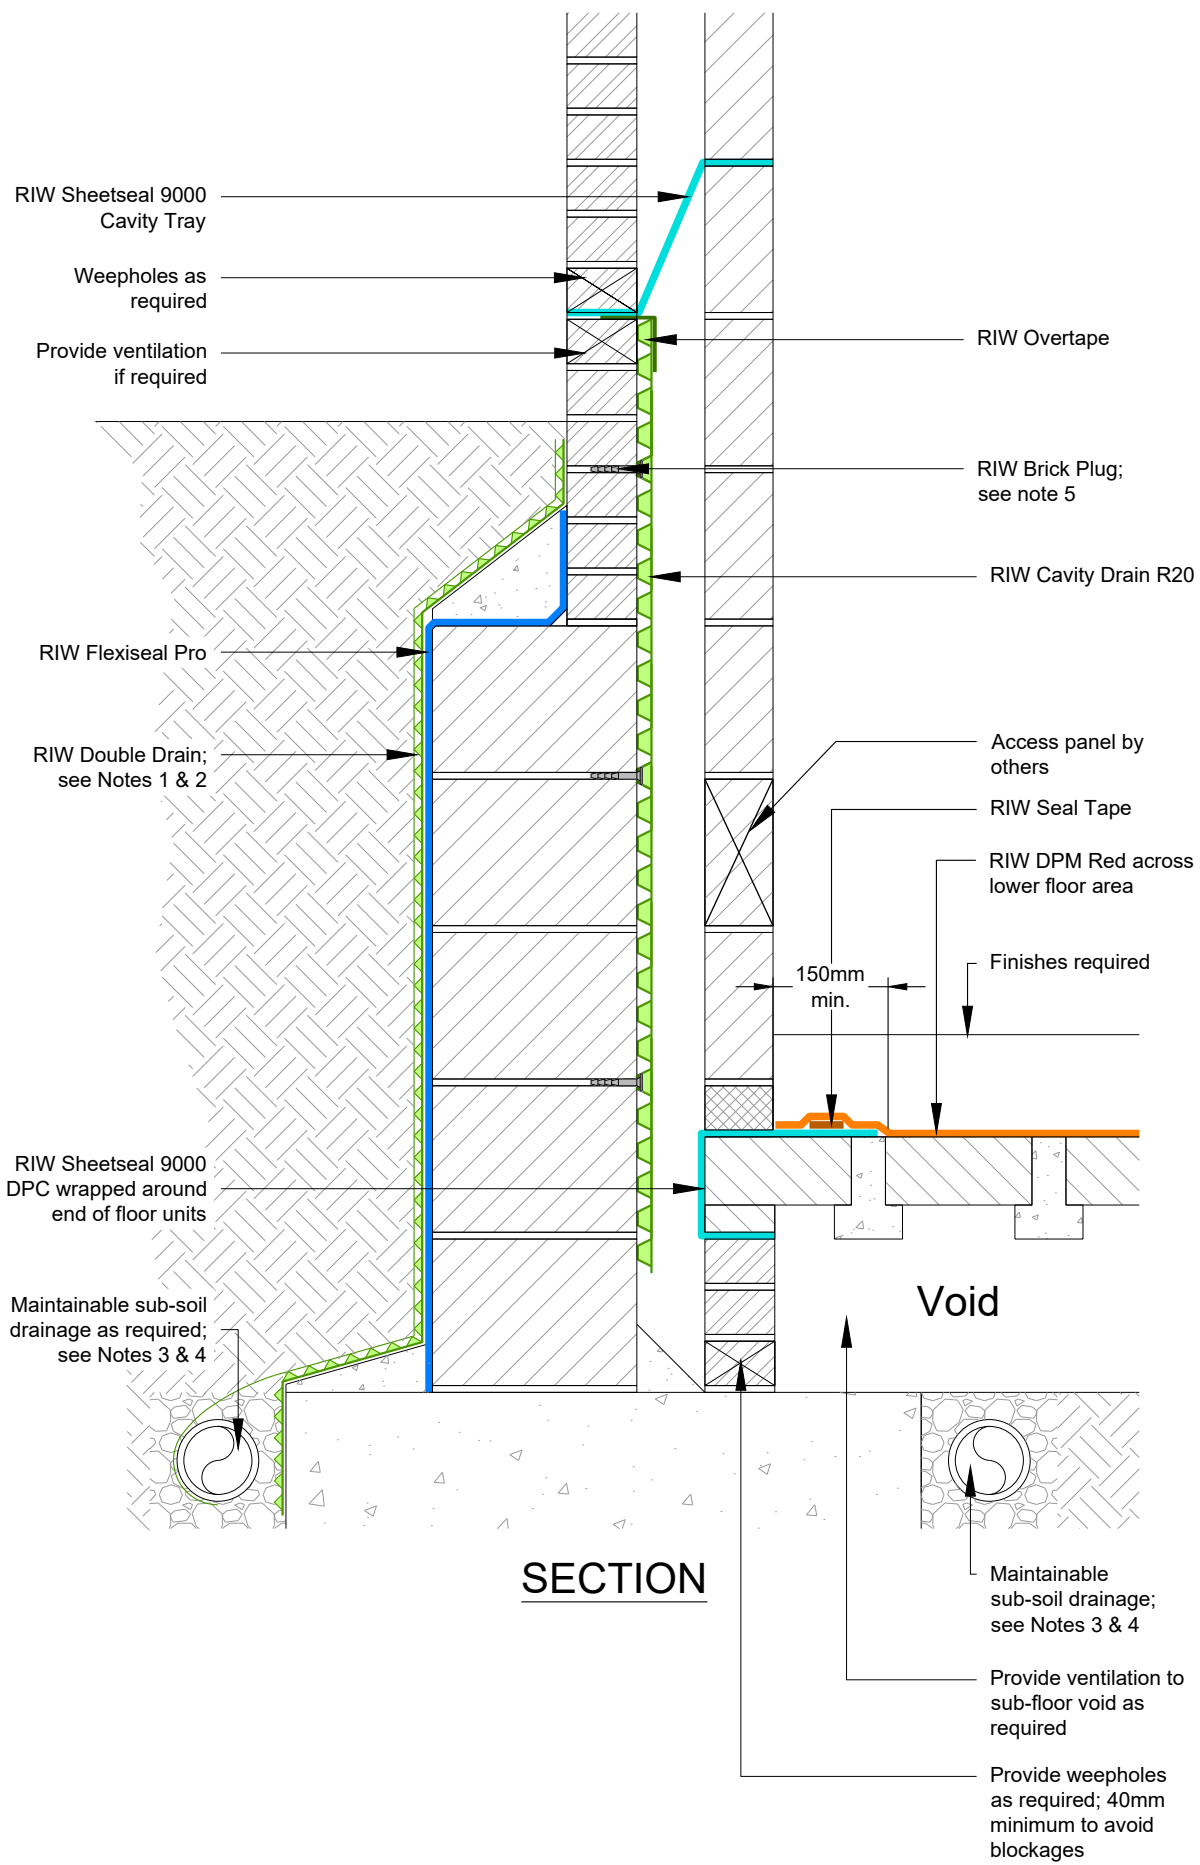 RIW Sheetseal 9000
Cavity Tray
Weepholes as
required
Provide ventilation
if required
RIW Flexiseal Pro
RIW Double Drain;
see Notes 1 & 2
RIW Sheetseal 9000
DPC wrapped around
end of floor units
Maintainable sub-soil
drainage as required;
see Notes 3 & 4
RIW Overtape
RIW Brick Plug;
see note 5
RIW Cavity Drain R20
Access panel by
others
RIW Seal Tape
RIW DPM Red across
lower floor area
Finishes required
150mm
min.
Void
SECTION
Maintainable
sub-soil drainage;
see Notes 3 & 4
Provide ventilation to
sub-floor void as
required
Provide weepholes
as required; 40mm
minimum to avoid
blockages